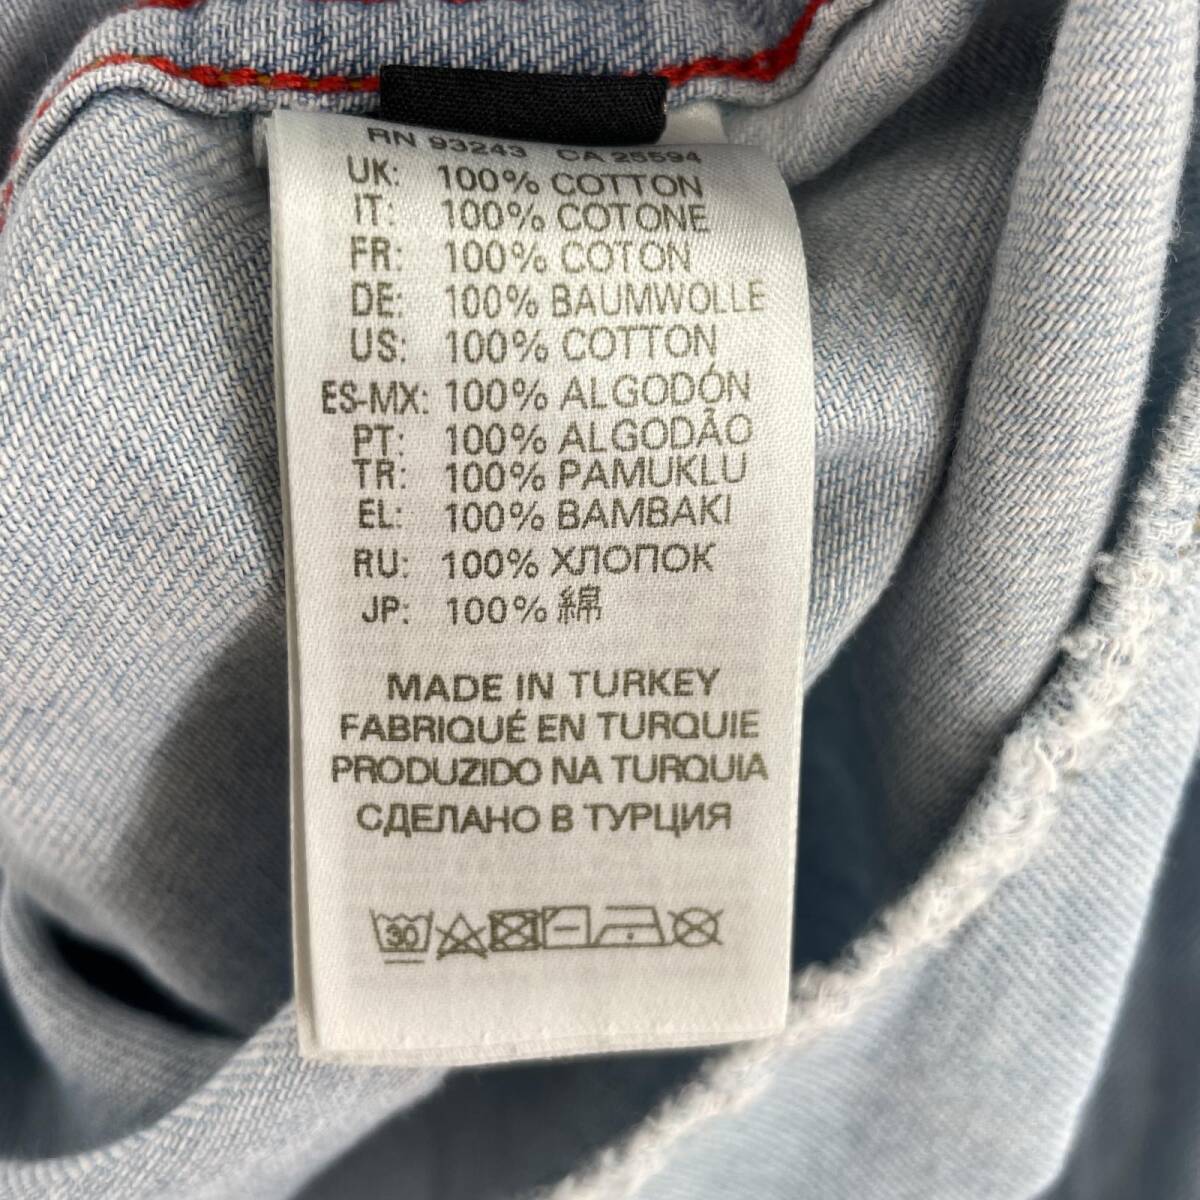 RN 93243 CA 25594
UK: 100% COTTON
IT: 100% COTONE
FR: 100% COTON
DE: 100% BAUMWOLLE
US: 100% COTTON
ES-MX: 100% ALGODÓN
PT: 100% ALGODÃO
TR: 100% PAMUKLU
EL: 100% BAMBAKI
RU: 100% ХЛОПОК
JP: 100% 綿
MADE IN TURKEY
FABRIQUÉ EN TURQUIE
PRODUZIDO NA TURQUIA
СДЕЛАНО В ТУРЦИЯ
30